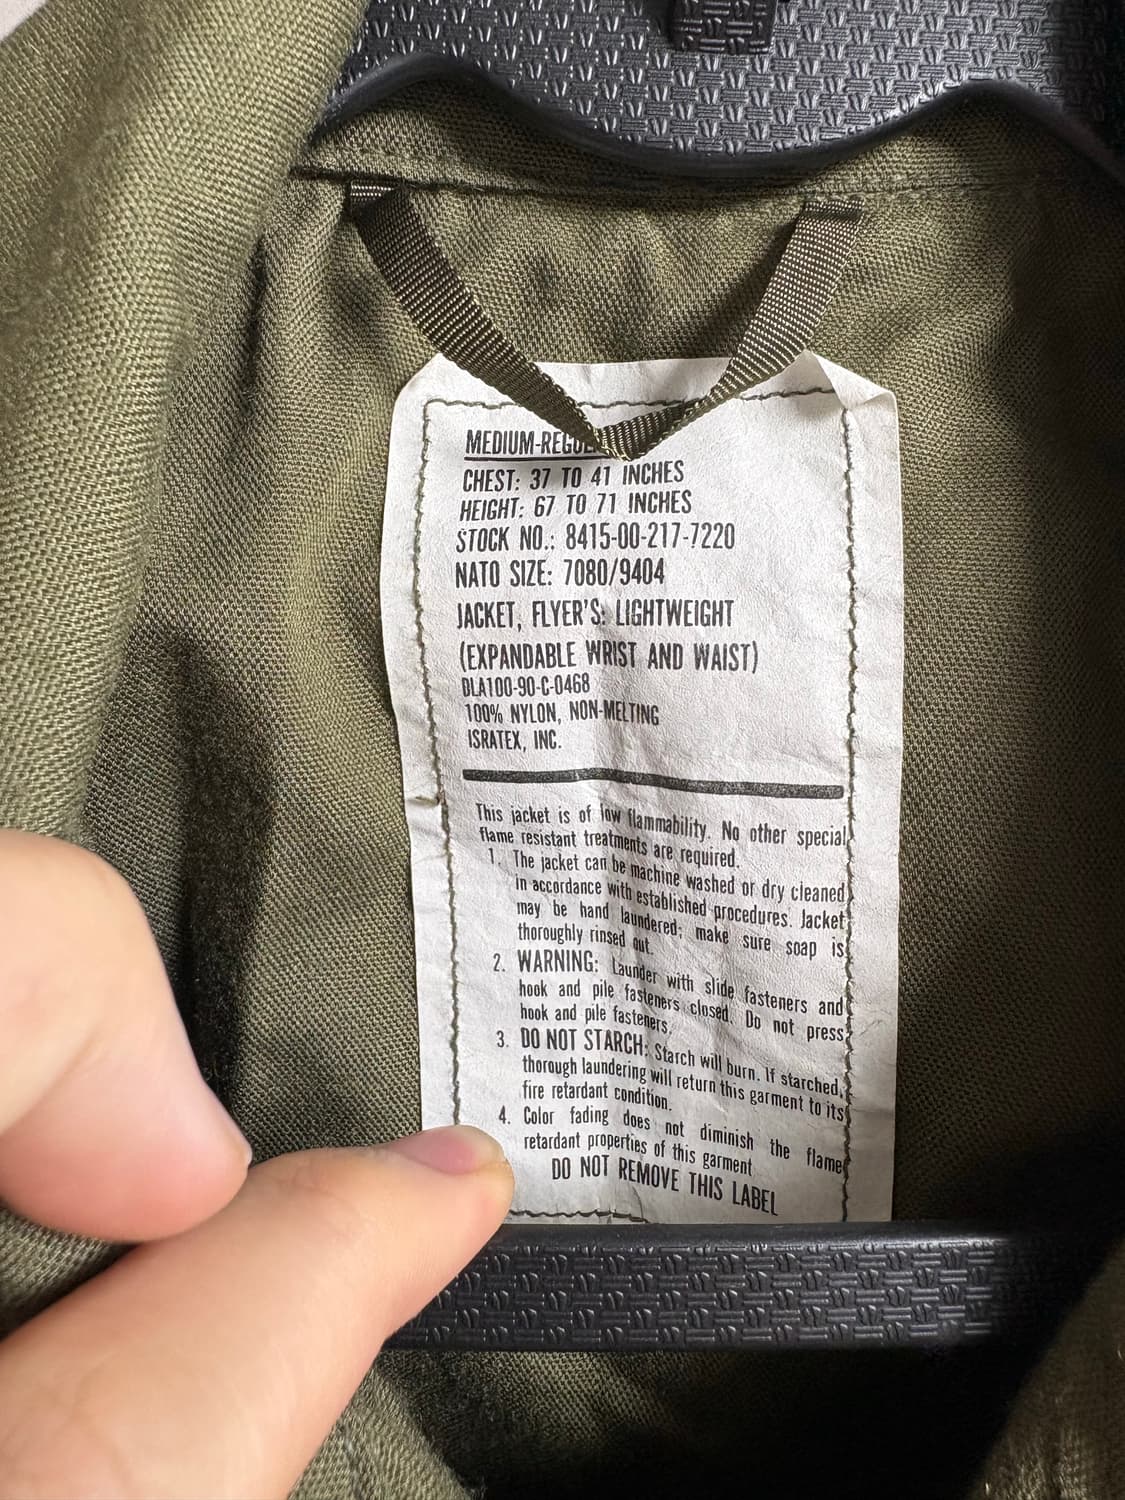 MEDIUM-REGU
CHEST: 37 TO 41 INCHES
HEIGHT: 67 TO 71 INCHES
STOCK NO.: 8415-00-217-7220
NATO SIZE: 7080/9404
JACKET, FLYER'S: LIGHTWEIGHT
(EXPANDABLE WRIST AND WAIST)
DLA100-90-C-0468
100% NYLON, NON-MELTING
ISRATEX, INC.
This jacket is of low flammability. No other special
flame resistant treatments are required.
1. The jacket can be machine washed or dry cleaned
in accordance with established procedures. Jacket
may be hand laundered; make sure soap is
thoroughly rinsed out.
2. WARNING: Launder with slide fasteners and
hook and pile fasteners closed. Do not press
hook and pile fasteners.
3. DO NOT STARCH: Starch will burn. If starched,
thorough laundering will return this garment to its
fire retardant condition.
4. Color fading does not diminish the flame
retardant properties of this garment
DO NOT REMOVE THIS LABEL